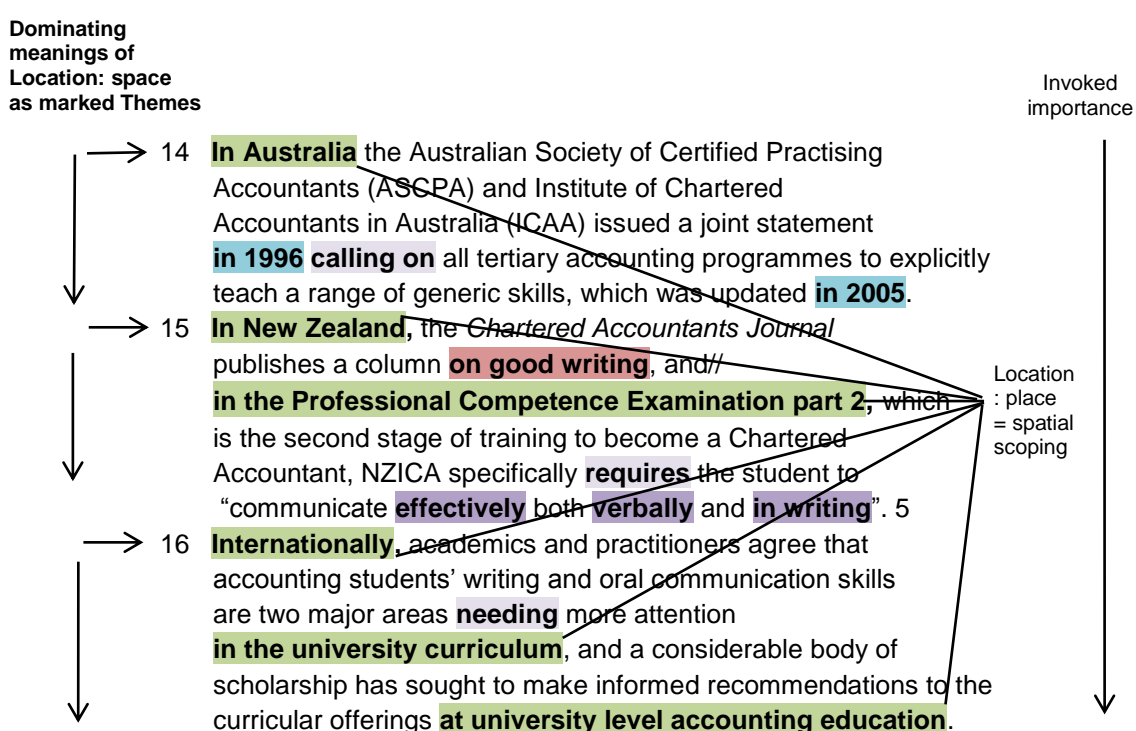 Dominating
meanings of
Location: space
as marked Themes
Invoked
importance
14 In Australia the Australian Society of Certified Practising
Accountants (ASCPA) and Institute of Chartered
Accountants in Australia (ICAA) issued a joint statement
in 1996 calling on all tertiary accounting programmes to explicitly
teach a range of generic skills, which was updated in 2005.
15 In New Zealand, the Chartered Accountants Journal
publishes a column on good writing, and//
in the Professional Competence Examination part 2, which
is the second stage of training to become a Chartered
Accountant, NZICA specifically requires the student to
“communicate effectively both verbally and in writing”. 5
16 Internationally, academics and practitioners agree that
accounting students’ writing and oral communication skills
are two major areas needing more attention
in the university curriculum, and a considerable body of
scholarship has sought to make informed recommendations to the
curricular offerings at university level accounting education.
Location
: place
= spatial
scoping